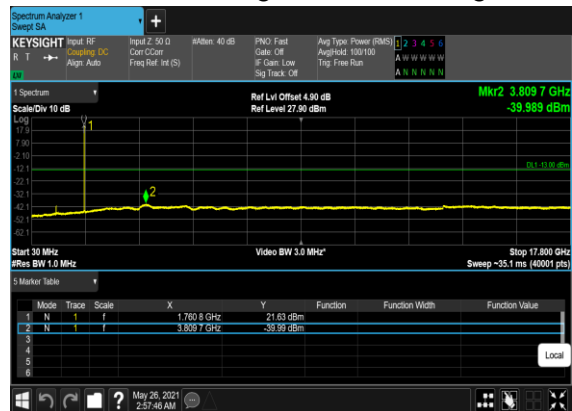 Spectrum Analyzer 1
Swept SA
+
KEYSIGHT Input: RF Input Z: 50 Ω #Atten: 40 dB PNO: Fast Avg Type: Power (RMS) 1 2 3 4 5 6
R T Coupling: DC Corr CCorr Gate: Off Avg|Hold: 100/100 A W W W W W
Align: Auto Freq Ref: Int (S) IF Gain: Low Trig: Free Run
Sig Track: Off A N N N N N
1 Spectrum Ref Lvl Offset 4.90 dB Mkr2 3.809 7 GHz
Scale/Div 10 dB Ref Level 27.90 dBm -39.989 dBm
Log
17.9 1
7.90
-2.10
-12.1 DL1 -13.00 dBm
-22.1
-32.1
-42.1 2
-52.1
-62.1
Start 30 MHz Video BW 3.0 MHz* Stop 17.800 GHz
#Res BW 1.0 MHz Sweep ~35.1 ms (40001 pts)
5 Marker Table
Mode Trace Scale X Y Function Function Width Function Value
1 N 1 f 1.760 8 GHz 21.63 dBm
2 N 1 f 3.809 7 GHz -39.99 dBm
3
4
5
6
Local
? May 26, 2021
2:57:46 AM